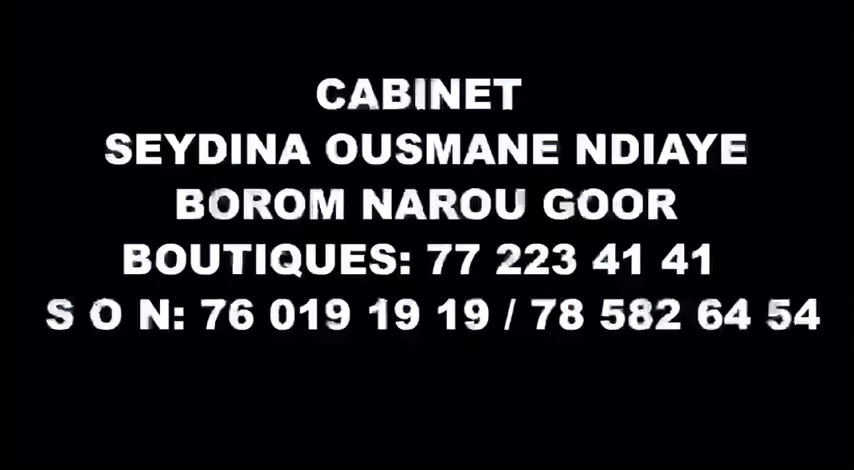 CABINET
SEYDINA OUSMANE NDIAYE
BOROM NAROU GOOR
BOUTIQUES: 77 223 41 41
S O N: 76 019 19 19 / 78 582 64 54